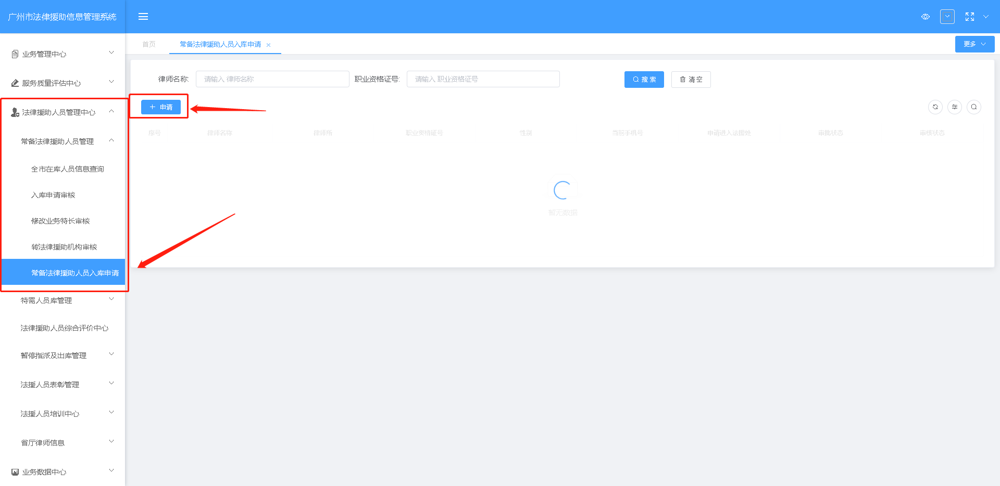 广州市法律援助信息管理系统
首页
常备法律援助人员入库申请
更多
业务管理中心
服务质量评估中心
法律援助人员管理中心
常备法律援助人员管理
全市在库人员信息查询
入库申请审核
修改业务特长审核
转法律援助机构审核
常备法律援助人员入库申请
特需人员库管理
法律援助人员综合评价中心
暂停指派及出库管理
法援人员表彰管理
法援人员培训中心
省厅律师信息
业务数据中心
律师名称: 请输入 律师名称 职业资格证号: 请输入 职业资格证号 搜 索 清 空
申请
序号 律师名称 律师所 职业资格证号 性别 当前手机号 申请进入法援处 审批状态 审核状态
暂无数据